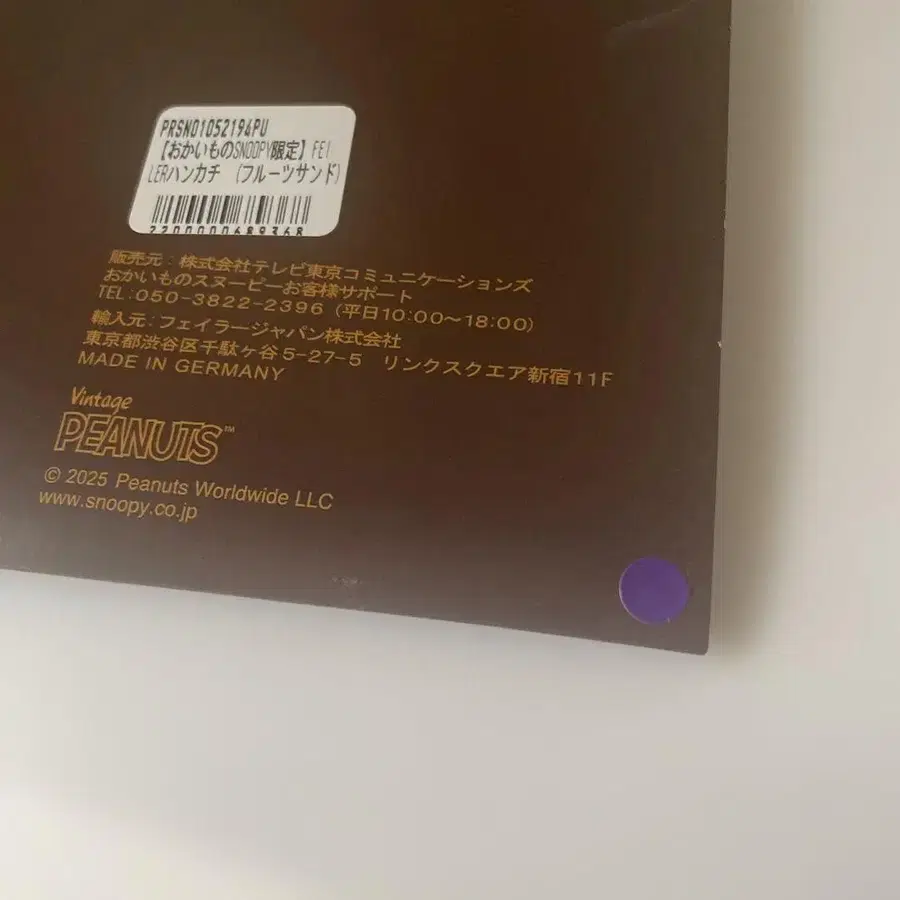 PRSN01052194PU
【おかいものSNOOPY限定】FEI
LERハンカチ (フルーツサンド)
2200000689368
販売元：株式会社テレビ東京コミュニケーションズ
おかいものスヌーピーお客様サポート
TEL：050-3822-2396（平日10:00〜18:00）
輸入元：フェイラージャパン株式会社
東京都渋谷区千駄ヶ谷5-27-5 リンクスクエア新宿11F
MADE IN GERMANY
Vintage
PEANUTS™
© 2025 Peanuts Worldwide LLC
www.snoopy.co.jp